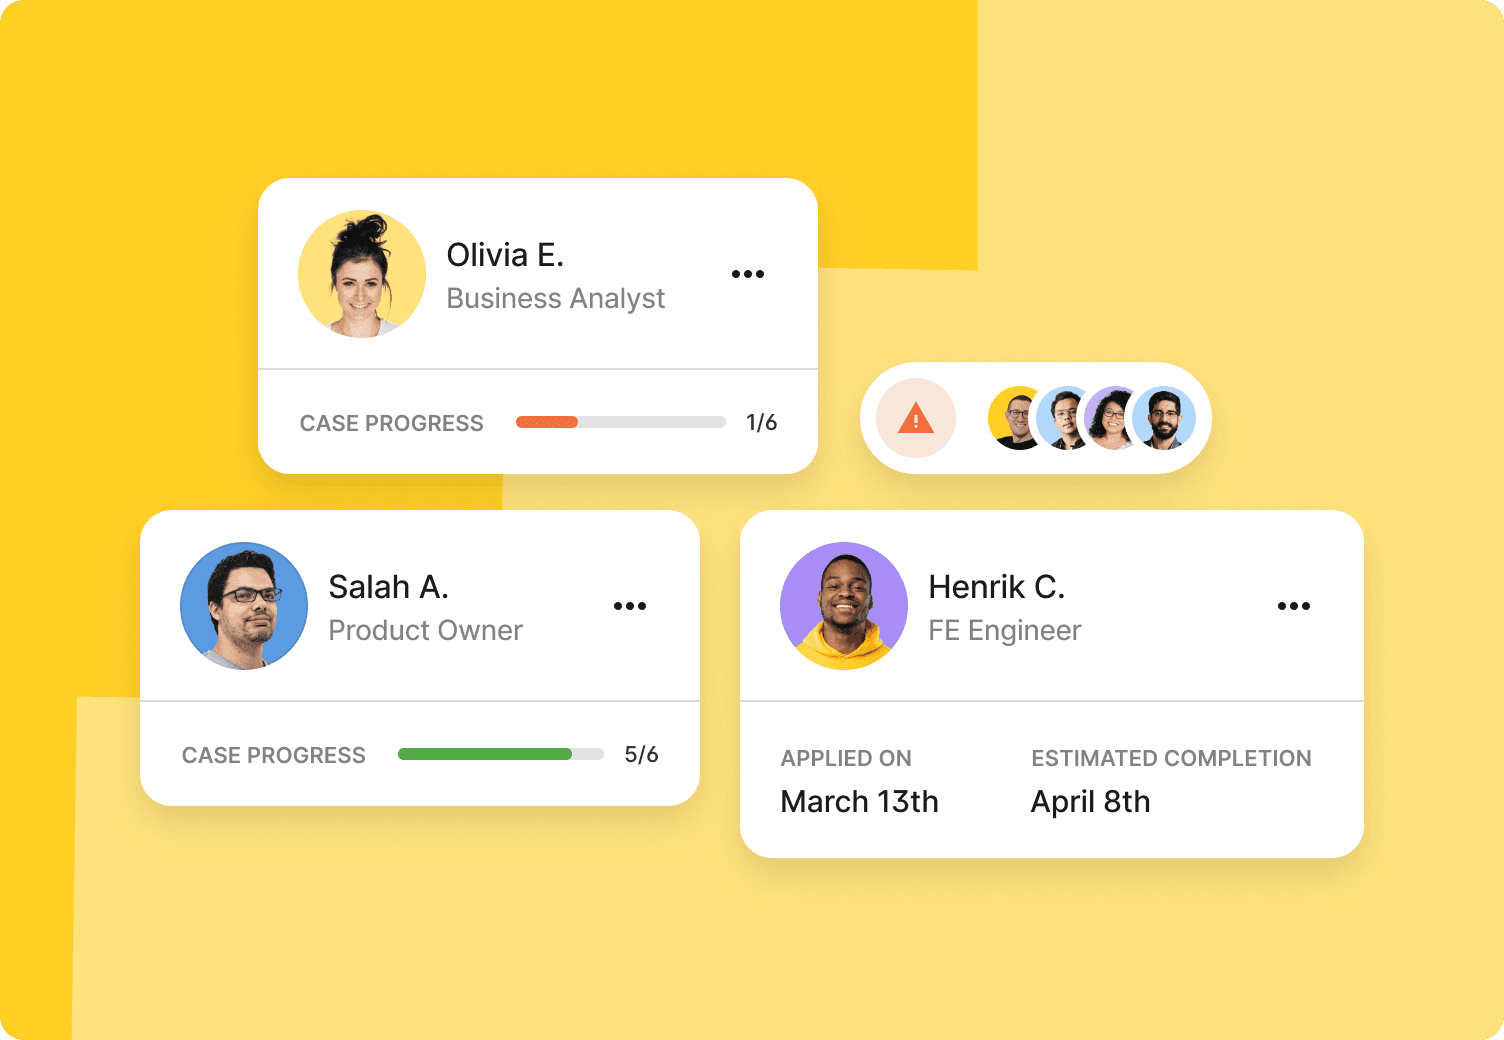 Olivia E.
Business Analyst
CASE PROGRESS 1/6
Salah A.
Product Owner
CASE PROGRESS 5/6
Henrik C.
FE Engineer
APPLIED ON
March 13th
ESTIMATED COMPLETION
April 8th